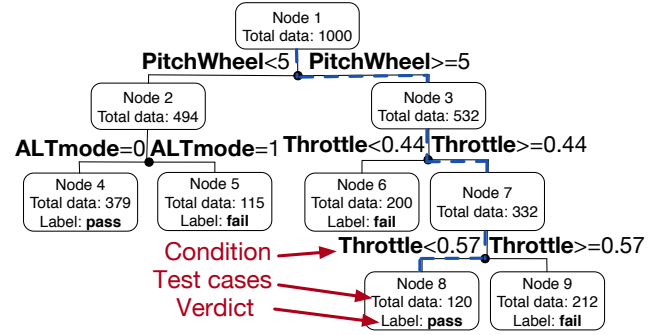 Node 1
Total data: 1000
PitchWheel<5 PitchWheel>=5
Node 2
Total data: 494
Node 3
Total data: 532
ALTmode=0 ALTmode=1 Throttle<0.44 Throttle>=0.44
Node 4
Total data: 379
Label: pass
Node 5
Total data: 115
Label: fail
Node 6
Total data: 200
Label: fail
Node 7
Total data: 332
Condition Throttle<0.57 Throttle>=0.57
Test cases
Verdict
Node 8
Total data: 120
Label: pass
Node 9
Total data: 212
Label: fail